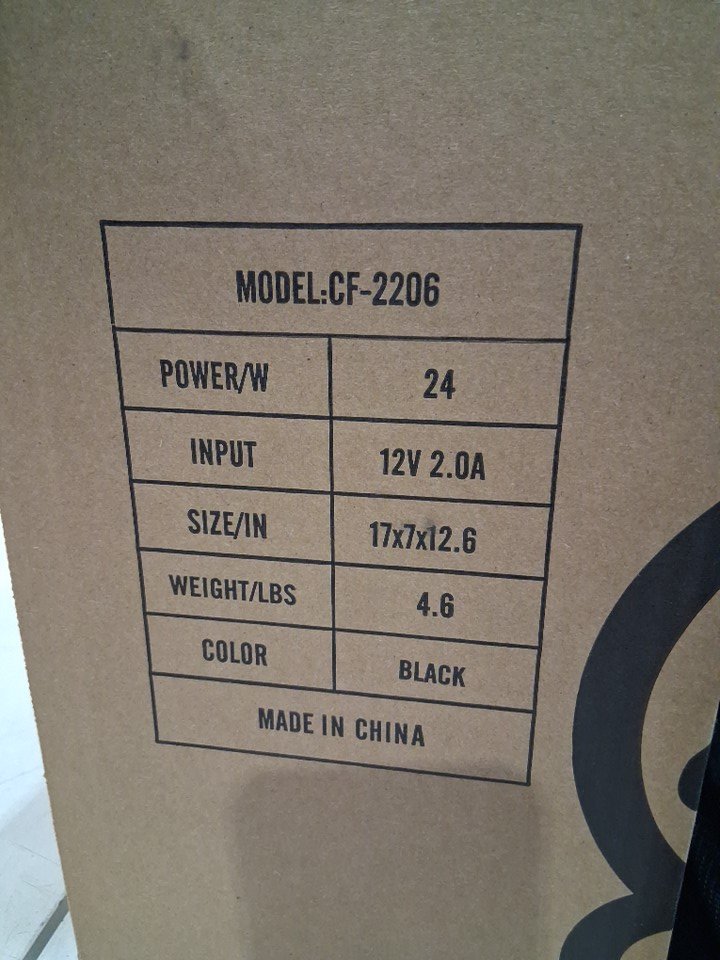 MODEL:CF-2206
POWER/W 24
INPUT 12V 2.0A
SIZE/IN 17x7x12.6
WEIGHT/LBS 4.6
COLOR BLACK
MADE IN CHINA